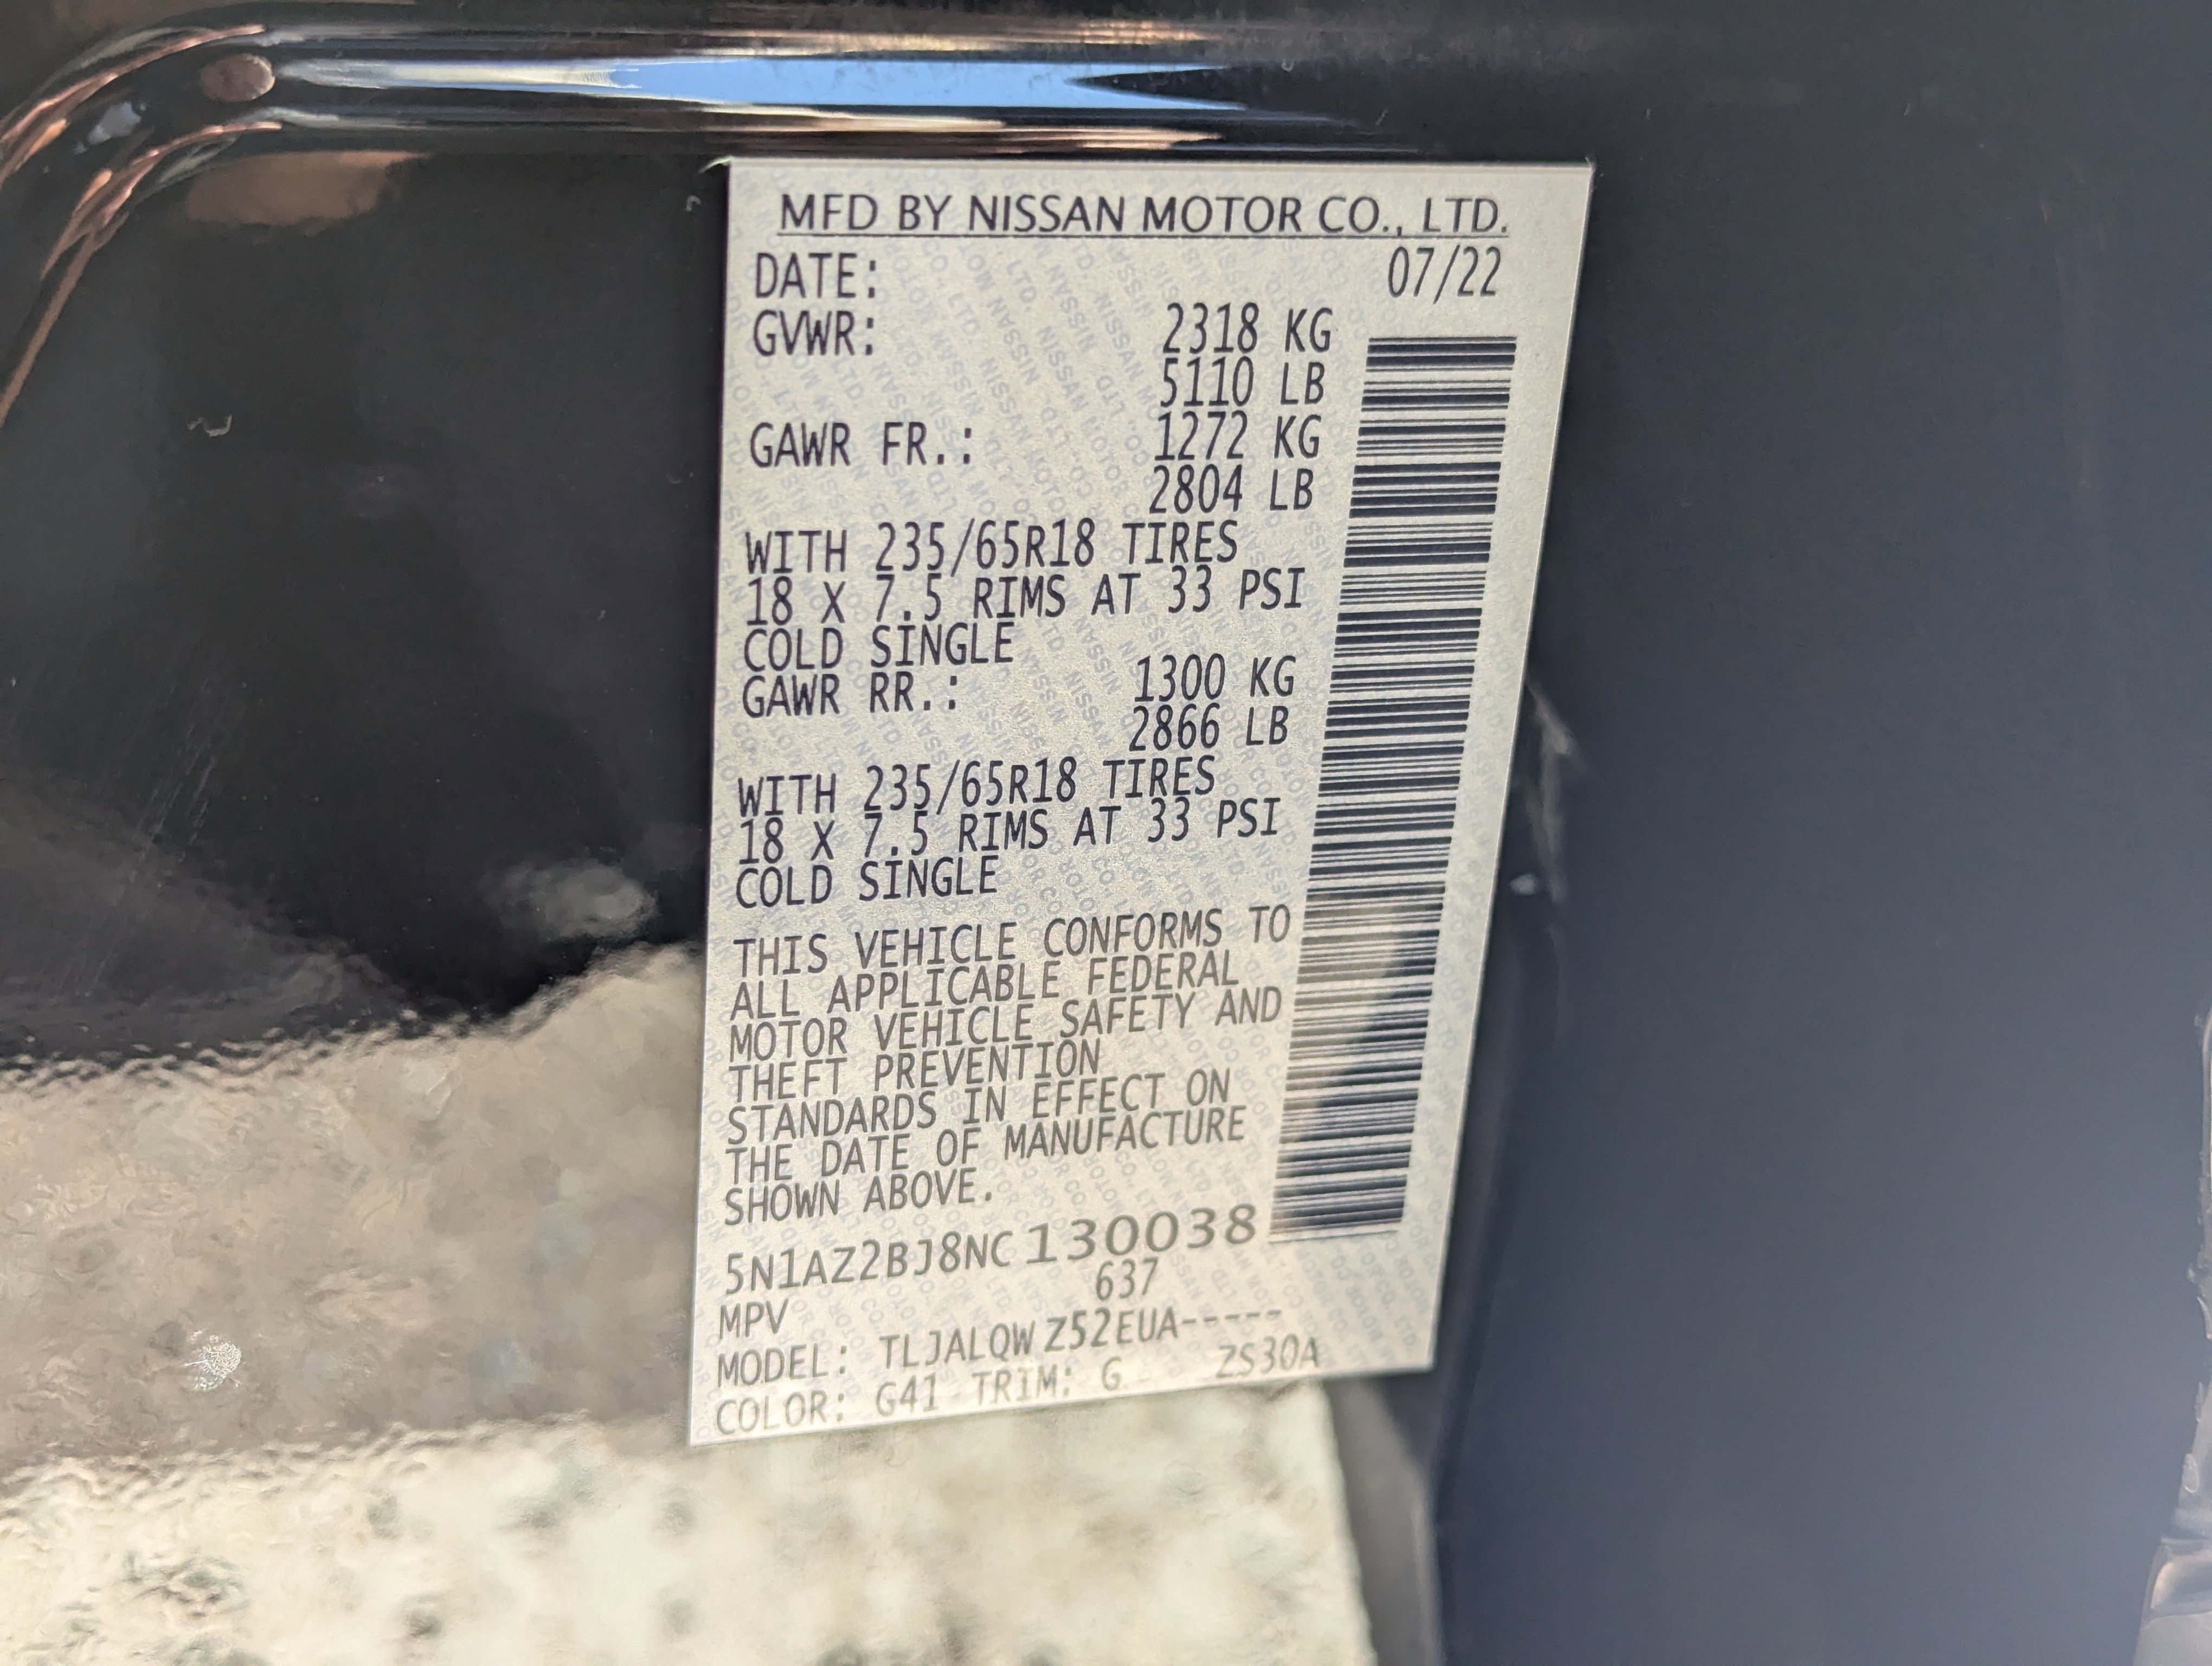 MFD BY NISSAN MOTOR CO., LTD.
DATE: 07/22
GVWR: 2318 KG
5110 LB
GAWR FR.: 1272 KG
2804 LB
WITH 235/65R18 TIRES
18 X 7.5 RIMS AT 33 PSI
COLD SINGLE
GAWR RR.: 1300 KG
2866 LB
WITH 235/65R18 TIRES
18 X 7.5 RIMS AT 33 PSI
COLD SINGLE
THIS VEHICLE CONFORMS TO
ALL APPLICABLE FEDERAL
MOTOR VEHICLE SAFETY AND
THEFT PREVENTION
STANDARDS IN EFFECT ON
THE DATE OF MANUFACTURE
SHOWN ABOVE.
5N1AZ2BJ8NC130038
637
MPV
MODEL: TLJALQWZ52EUA-----
COLOR: G41 TRIM: G ZS30A